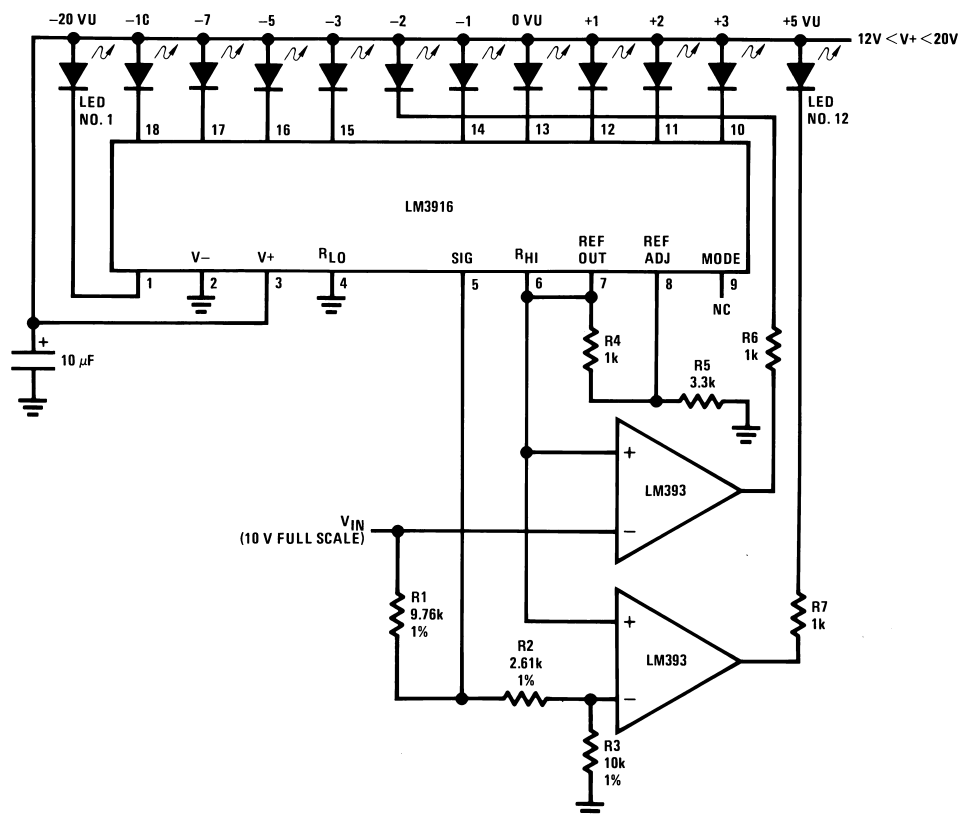 −20 VU −1C −7 −5 −3 −2 −1 0 VU +1 +2 +3 +5 VU
12V < V+ < 20V
LED
NO. 1
LED
NO. 12
18 17 16 15 14 13 12 11 10
LM3916
V− V+ RLO SIG RHI REF
OUT REF
ADJ MODE
1 2 3 4 5 6 7 8 9
NC
+
10 μF
R4
1k
R5
3.3k
R6
1k
+
LM393
−
VIN
(10 V FULL SCALE)
R1
9.76k
1%
+
LM393
−
R7
1k
R2
2.61k
1%
R3
10k
1%